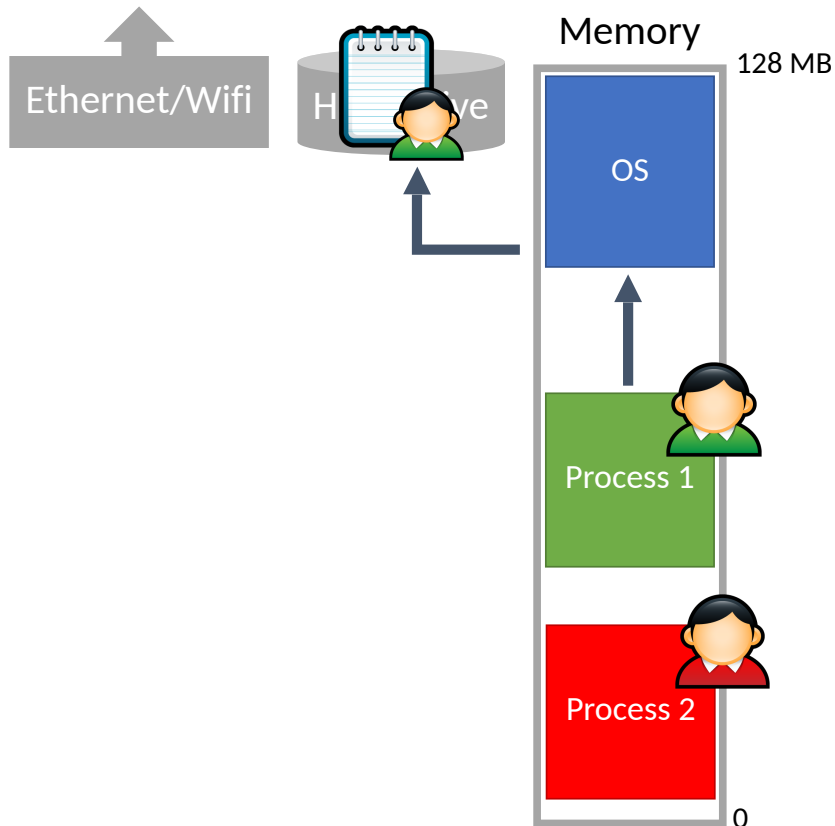 Memory
128 MB
Ethernet/Wifi
OS
Process 1
Process 2
0